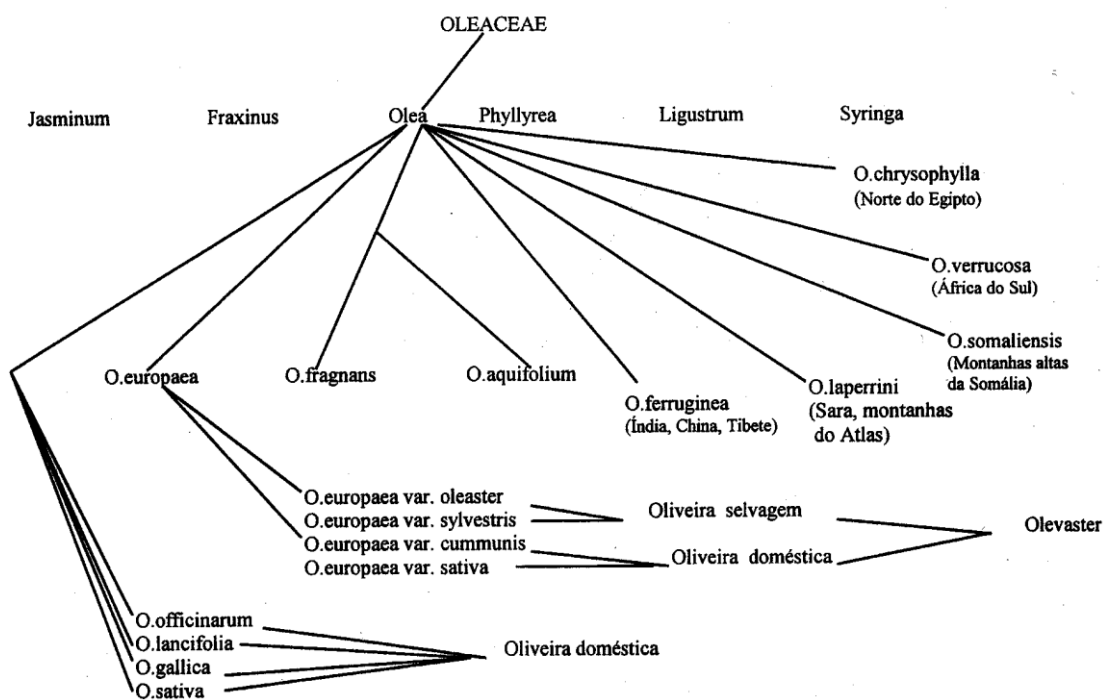 OLEACEAE
Jasminum Fraxinus Olea Phyllyrea Ligustrum Syringa
O.chrysophylla
(Norte do Egipto)
O.verrucosa
(África do Sul)
O.somaliensis
(Montanhas altas
da Somália)
O.europaea O.fragnans O.aquifolium
O.ferruginea
(Índia, China, Tibete)
O.laperrini
(Sara, montanhas
do Atlas)
O.europaea var. oleaster
O.europaea var. sylvestris
O.europaea var. cummunis
O.europaea var. sativa
Oliveira selvagem
Oliveira doméstica
Olevaster
O.officinarum
O.lancifolia
O.gallica
O.sativa
Oliveira doméstica